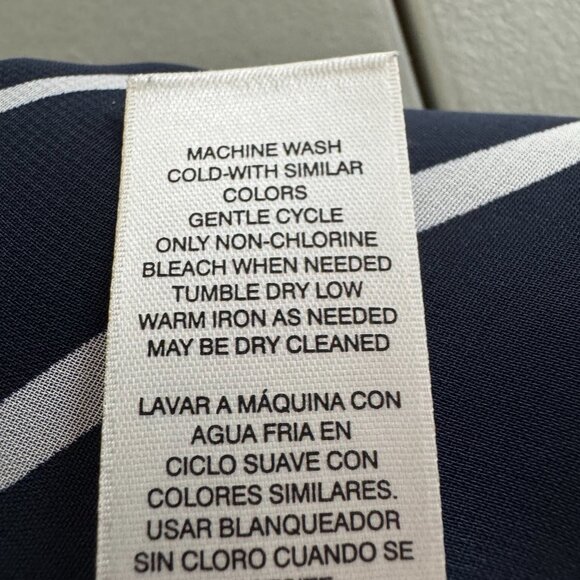 MACHINE WASH
COLD-WITH SIMILAR
COLORS
GENTLE CYCLE
ONLY NON-CHLORINE
BLEACH WHEN NEEDED
TUMBLE DRY LOW
WARM IRON AS NEEDED
MAY BE DRY CLEANED
LAVAR A MÁQUINA CON
AGUA FRIA EN
CICLO SUAVE CON
COLORES SIMILARES.
USAR BLANQUEADOR
SIN CLORO CUANDO SE